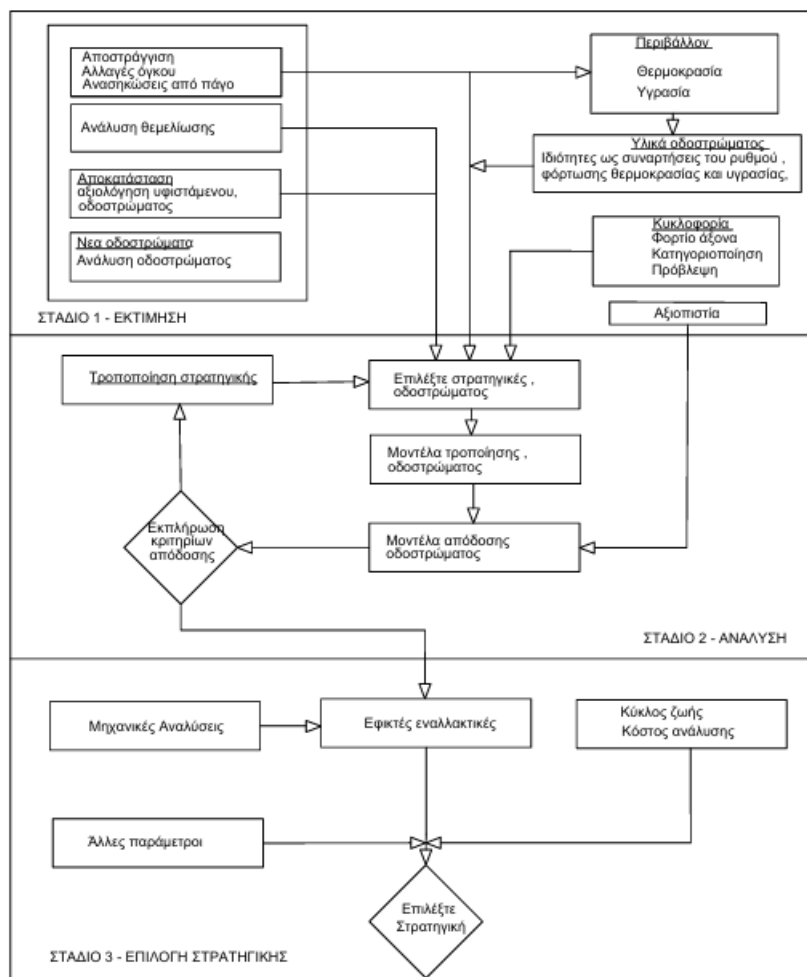 Αποστράγγιση
Αλλαγές όγκου
Ανασηκώσεις από πάγο
Ανάλυση θεμελίωσης
Αποκατάσταση
αξιολόγηση υφιστάμενου,
οδοστρώματος
Νεα οδοστρώματα
Ανάλυση οδοστρώματος
Περιβάλλον
Θερμοκρασία
Υγρασία
Υλικά οδοστρώματος
Ιδιότητες ως συναρτήσεις του ρυθμού ,
φόρτωσης θερμοκρασίας και υγρασίας,
Κυκλοφορία
Φορτίο άξονα
Κατηγοριοποίηση
Πρόβλεψη
Αξιοπιστία
ΣΤΑΔΙΟ 1 - ΕΚΤΙΜΗΣΗ
Τροποποίηση στρατηγικής
Επιλέξτε στρατηγικές ,
οδοστρώματος
Μοντέλα τροποίησης ,
οδοστρώματος
Εκπλήρωση
κριτηρίων
απόδοσης
Μοντέλα απόδοσης
οδοστρώματος
ΣΤΑΔΙΟ 2 - ΑΝΑΛΥΣΗ
Μηχανικές Αναλύσεις
Εφικτές εναλλακτικές
Κύκλος ζωής
Κόστος ανάλυσης
Άλλες παράμετροι
Επιλέξτε
Στρατηγική
ΣΤΑΔΙΟ 3 - ΕΠΙΛΟΓΗ ΣΤΡΑΤΗΓΙΚΗΣ